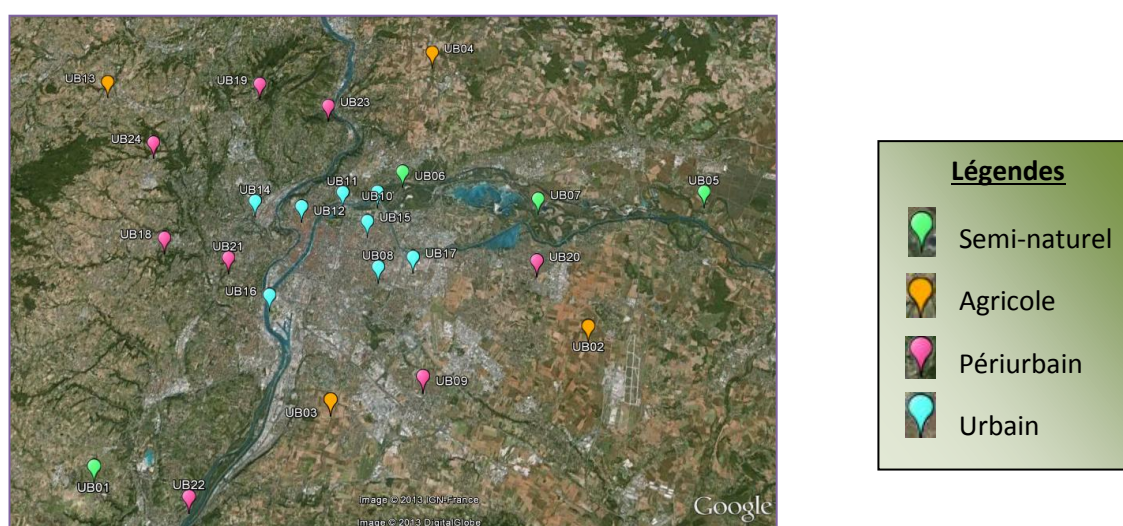 UB04
UB13
UB19
UB23
UB24
UB06
UB05
UB14
UB11
UB10
UB07
UB12
UB15
UB18
UB21
UB17
UB08
UB20
UB16
UB02
UB09
UB03
UB01
UB22
Image © 2013 IGN-France
Image © 2013 DigitalGlobe
Google
Légendes
Semi-naturel
Agricole
Périurbain
Urbain